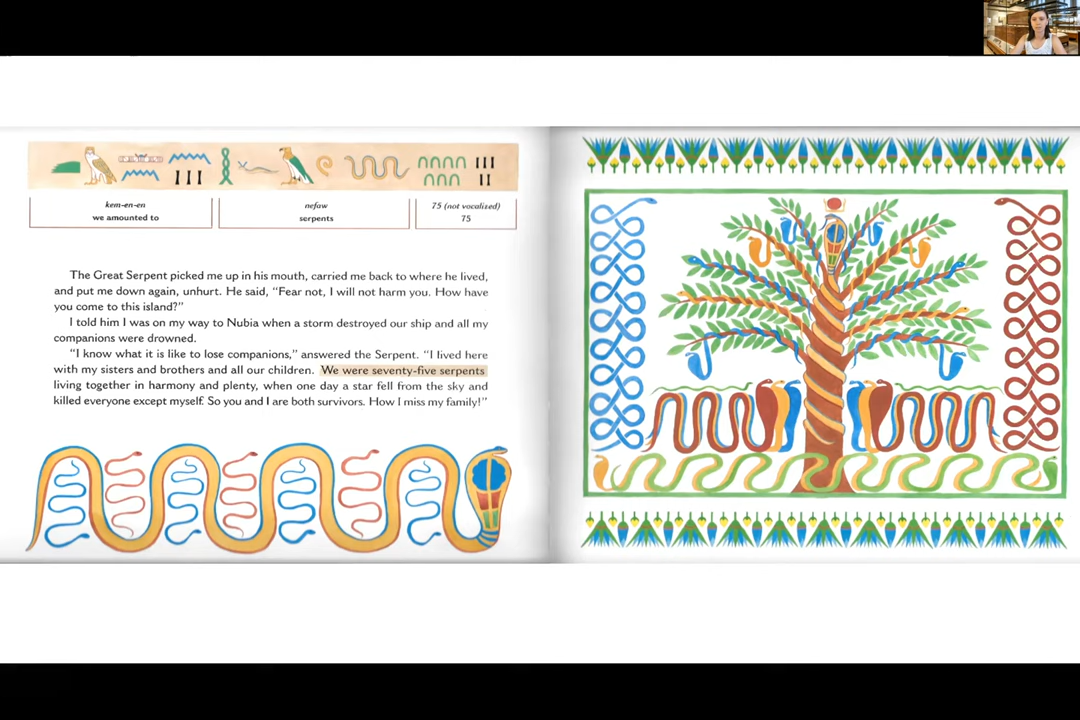 kem-en-en
we amounted to
nefaw
serpents
75 (not vocalized)
75
The Great Serpent picked me up in his mouth, carried me back to where he lived,
and put me down again, unhurt. He said, “Fear not, I will not harm you. How have
you come to this island?”
I told him I was on my way to Nubia when a storm destroyed our ship and all my
companions were drowned.
“I know what it is like to lose companions,” answered the Serpent. “I lived here
with my sisters and brothers and all our children. We were seventy-five serpents
living together in harmony and plenty, when one day a star fell from the sky and
killed everyone except myself. So you and I are both survivors. How I miss my family!”